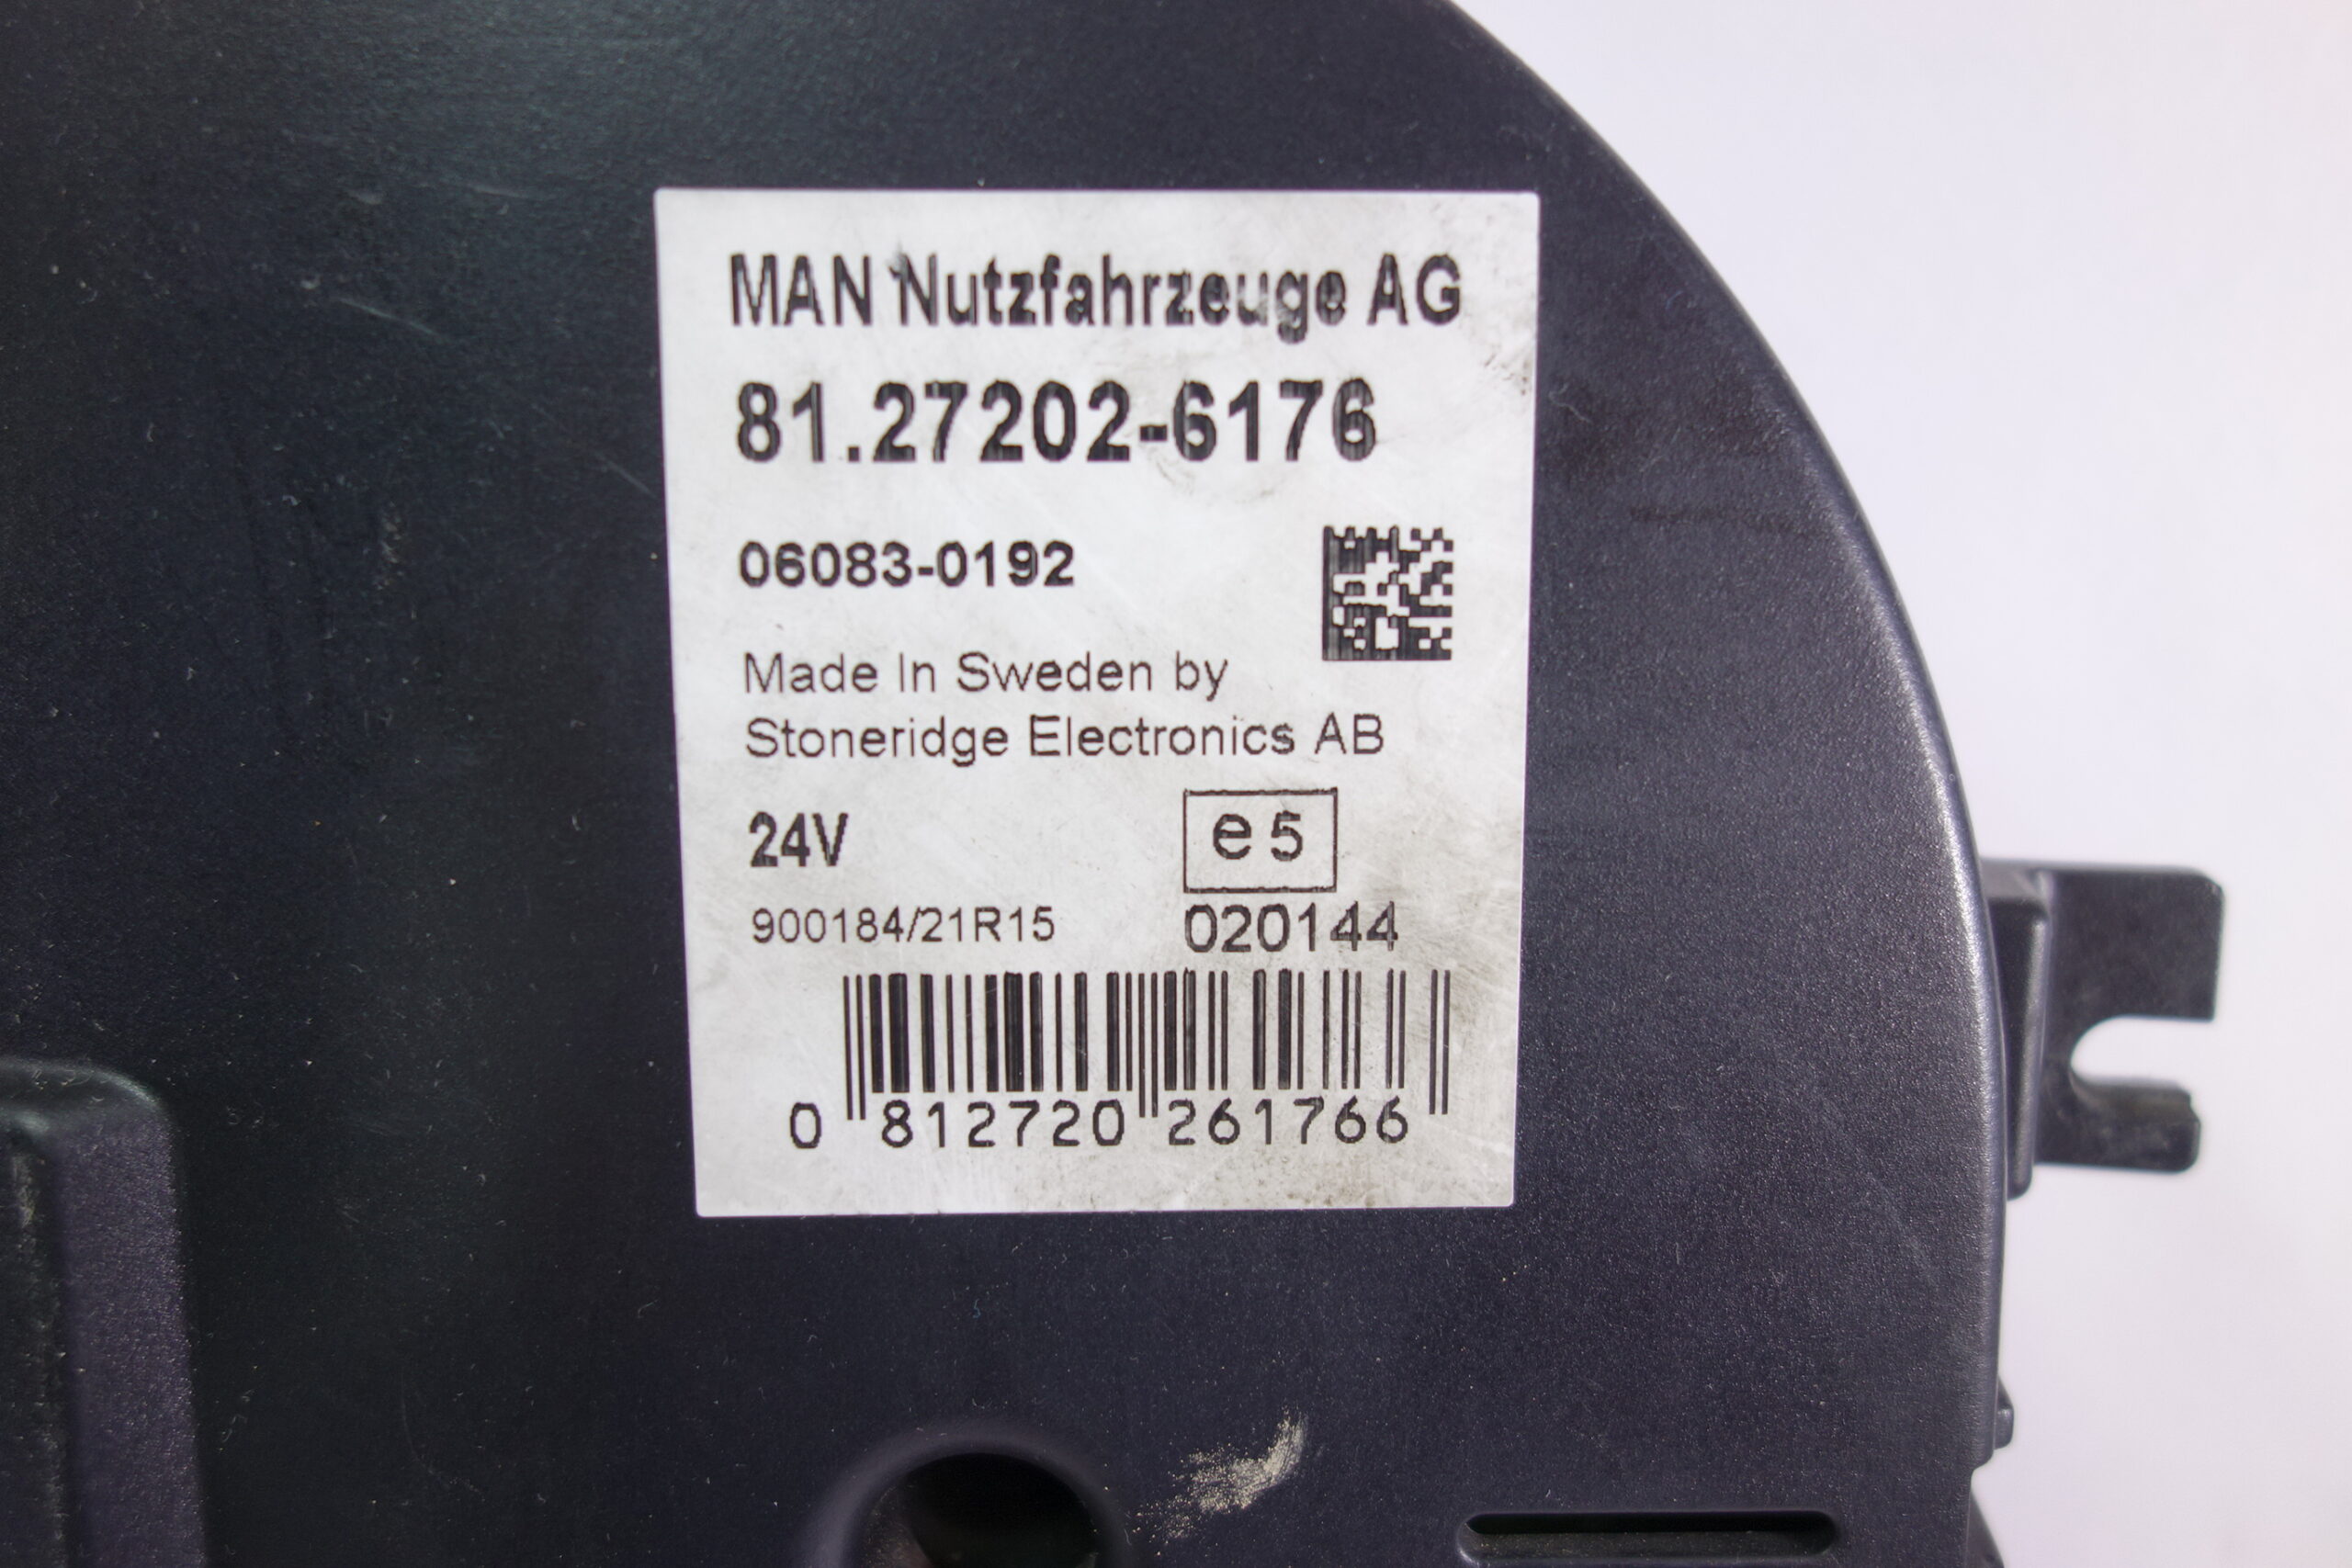 MAN Nutzfahrzeuge AG
81.27202-6176
06083-0192
Made In Sweden by
Stoneridge Electronics AB
24V
e5
900184/21R15
020144
0 812720 261766